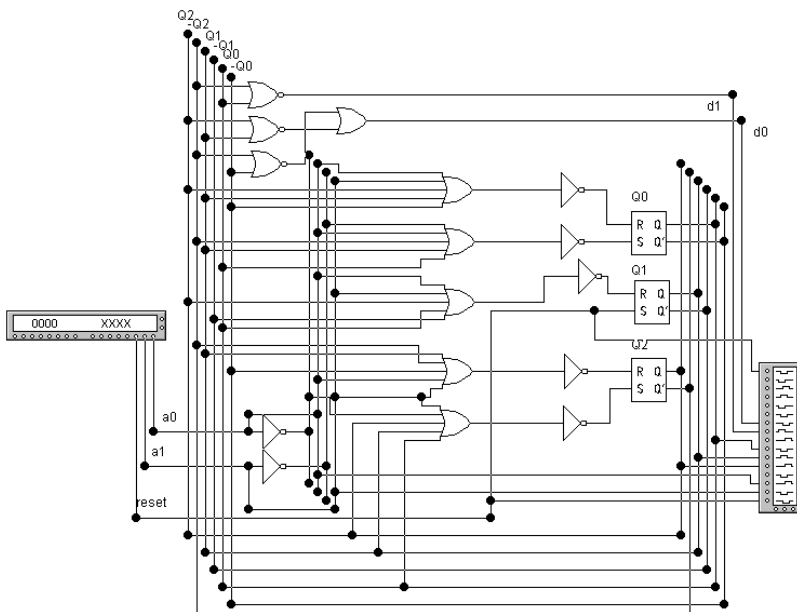 Q2
-Q2
Q1
-Q1
Q0
-Q0
d1
d0
Q0
R Q
S Q'
Q1
R Q
S Q'
0000 XXXX
Q2
R Q
S Q'
a0
a1
reset